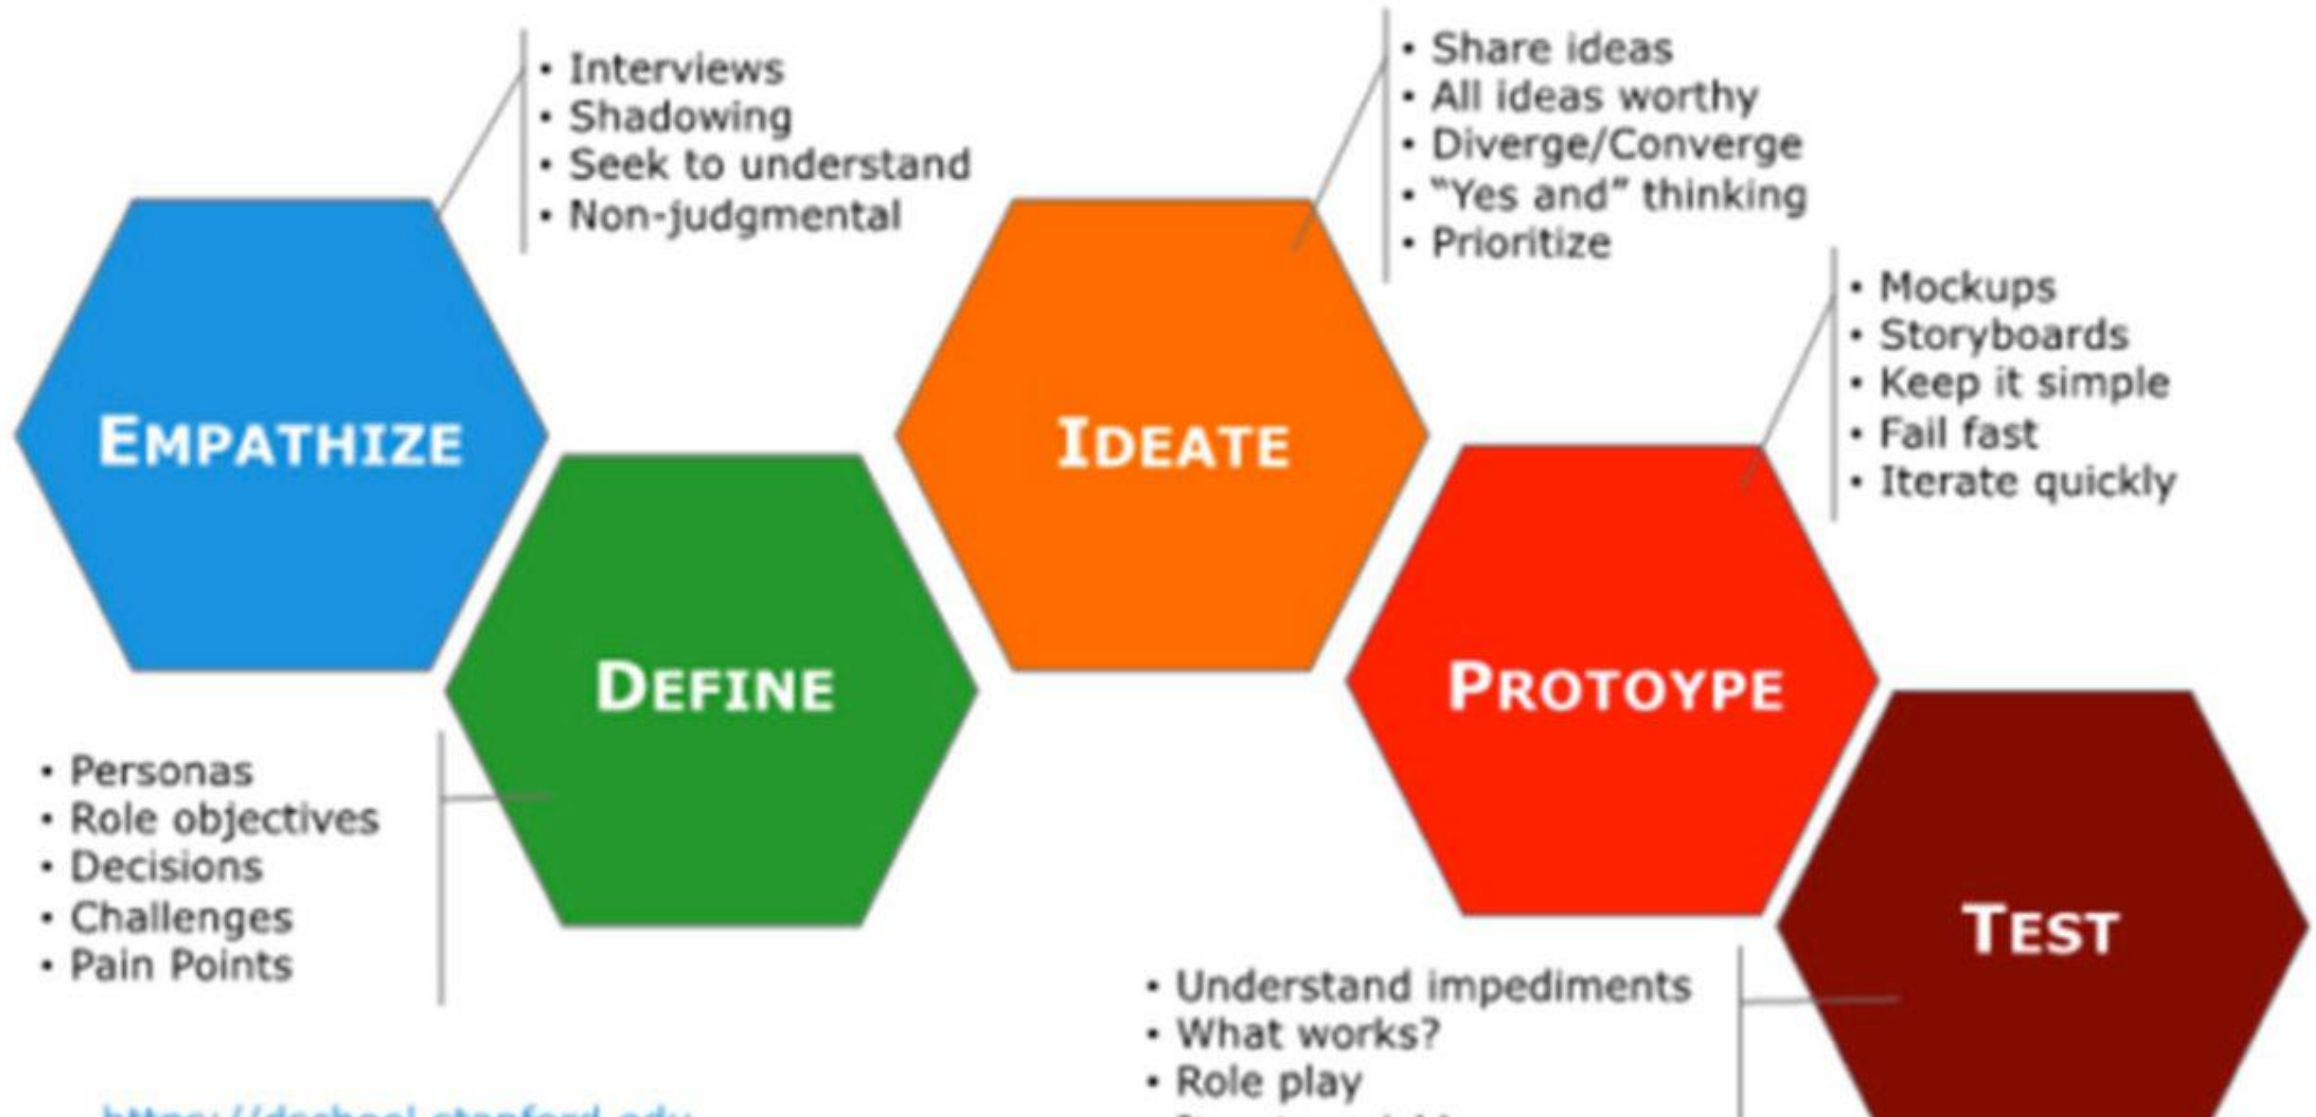 • Interviews
• Shadowing
• Seek to understand
• Non-judgmental
EMPATHIZE
• Personas
• Role objectives
• Decisions
• Challenges
• Pain Points
DEFINE
• Share ideas
• All ideas worthy
• Diverge/Converge
• “Yes and” thinking
• Prioritize
IDEATE
• Mockups
• Storyboards
• Keep it simple
• Fail fast
• Iterate quickly
PROTOYPE
• Understand impediments
• What works?
• Role play
TEST